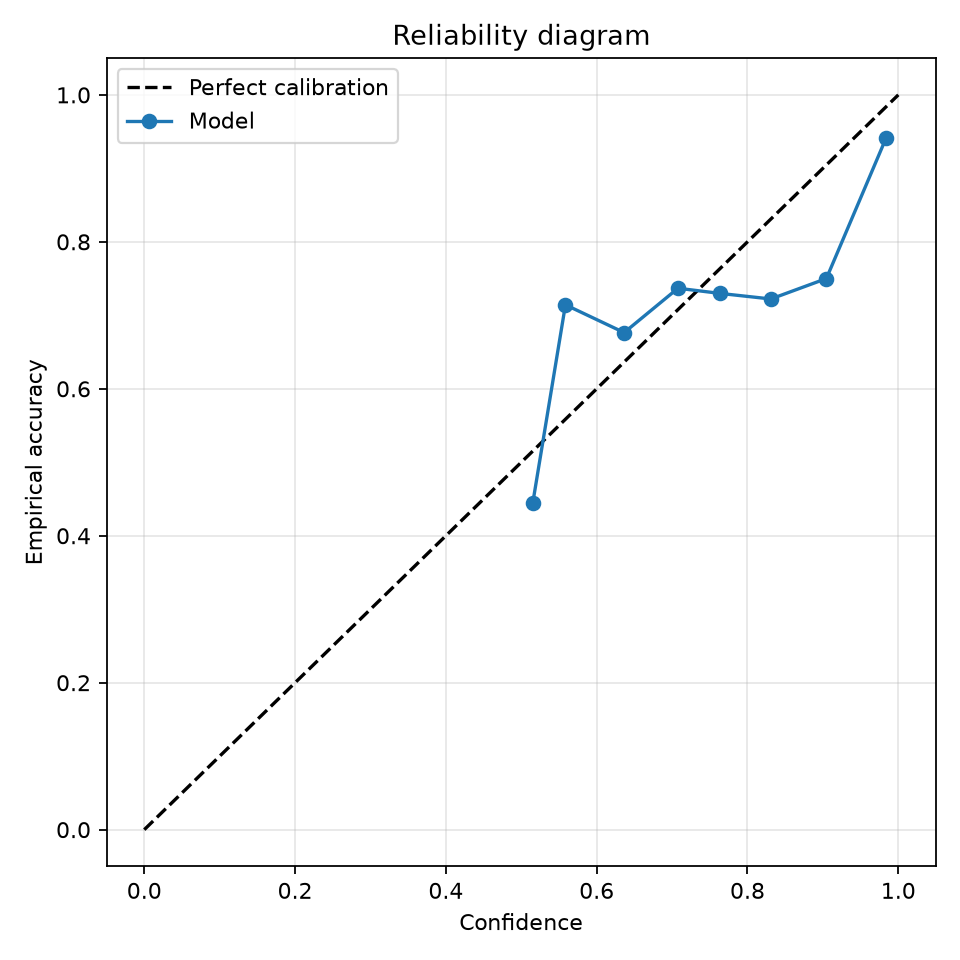 Reliability diagram
Perfect calibration
Model
1.0
0.8
0.6
0.4
0.2
0.0
Empirical accuracy
0.0 0.2 0.4 0.6 0.8 1.0
Confidence